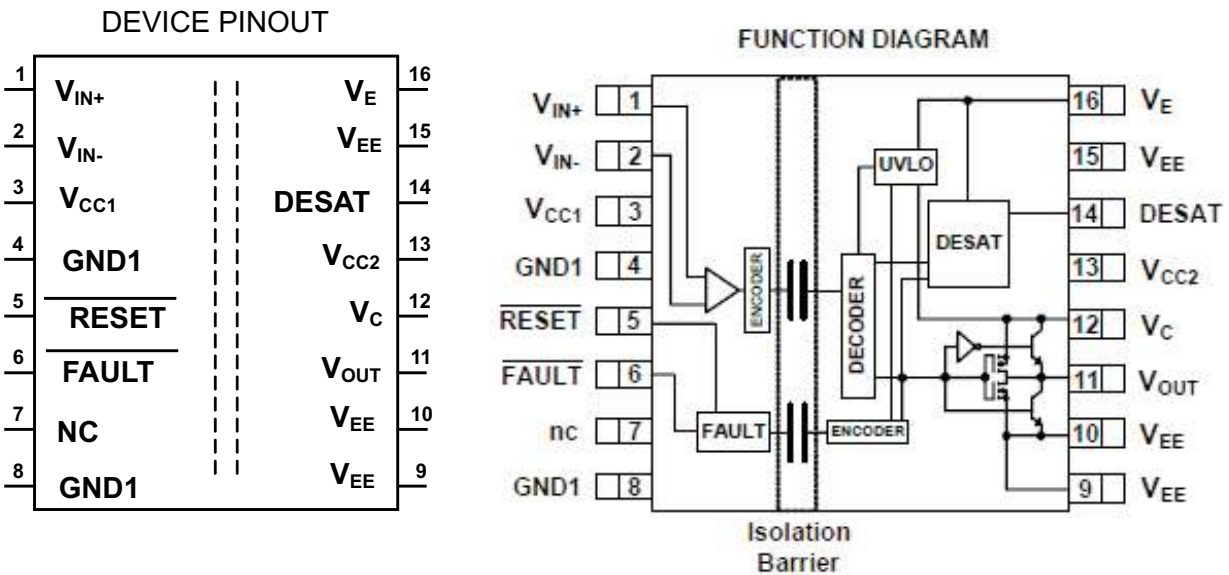 DEVICE PINOUT
1 VIN+ VE 16
2 VIN- VEE 15
3 VCC1 DESAT 14
4 GND1 VCC2 13
5 RESET VC 12
6 FAULT VOUT 11
7 NC VEE 10
8 GND1 VEE 9
FUNCTION DIAGRAM
VIN+ 1 16 VE
VIN- 2 UVLO 15 VEE
VCC1 3 14 DESAT
DESAT
GND1 4 13 VCC2
ENCODER
DECODER
RESET 5 12 VC
FAULT 6 11 VOUT
nc 7 FAULT ENCODER 10 VEE
GND1 8 9 VEE
Isolation
Barrier